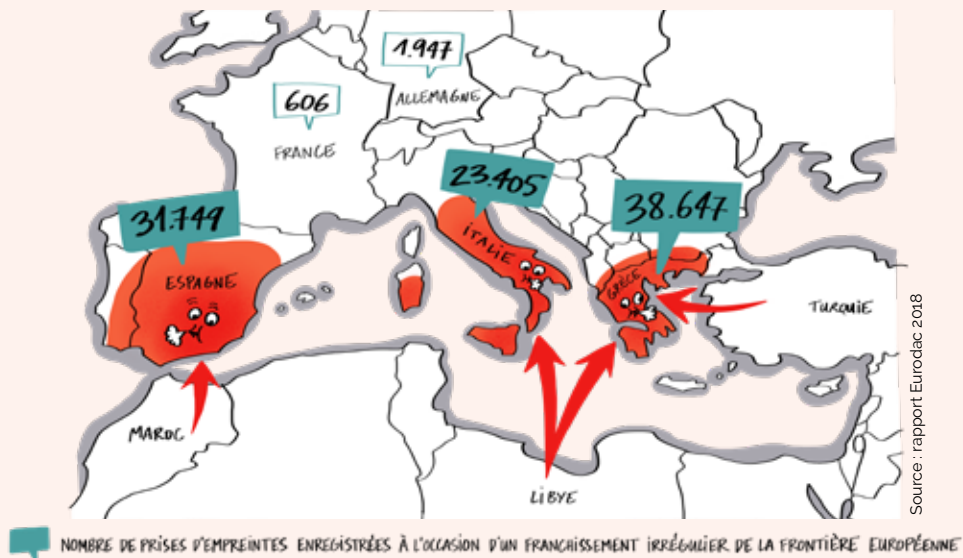 1.947
ALLEMAGNE
606
FRANCE
23.405
ITALIE
38.647
GRÈCE
31.749
ESPAGNE
TURQUIE
MAROC
LIBYE
Source : rapport Eurodac 2018
NOMBRE DE PRISES D'EMPREINTES ENREGISTRÉES À L'OCCASION D'UN FRANCHISSEMENT IRRÉGULIER DE LA FRONTIÈRE EUROPÉENNE